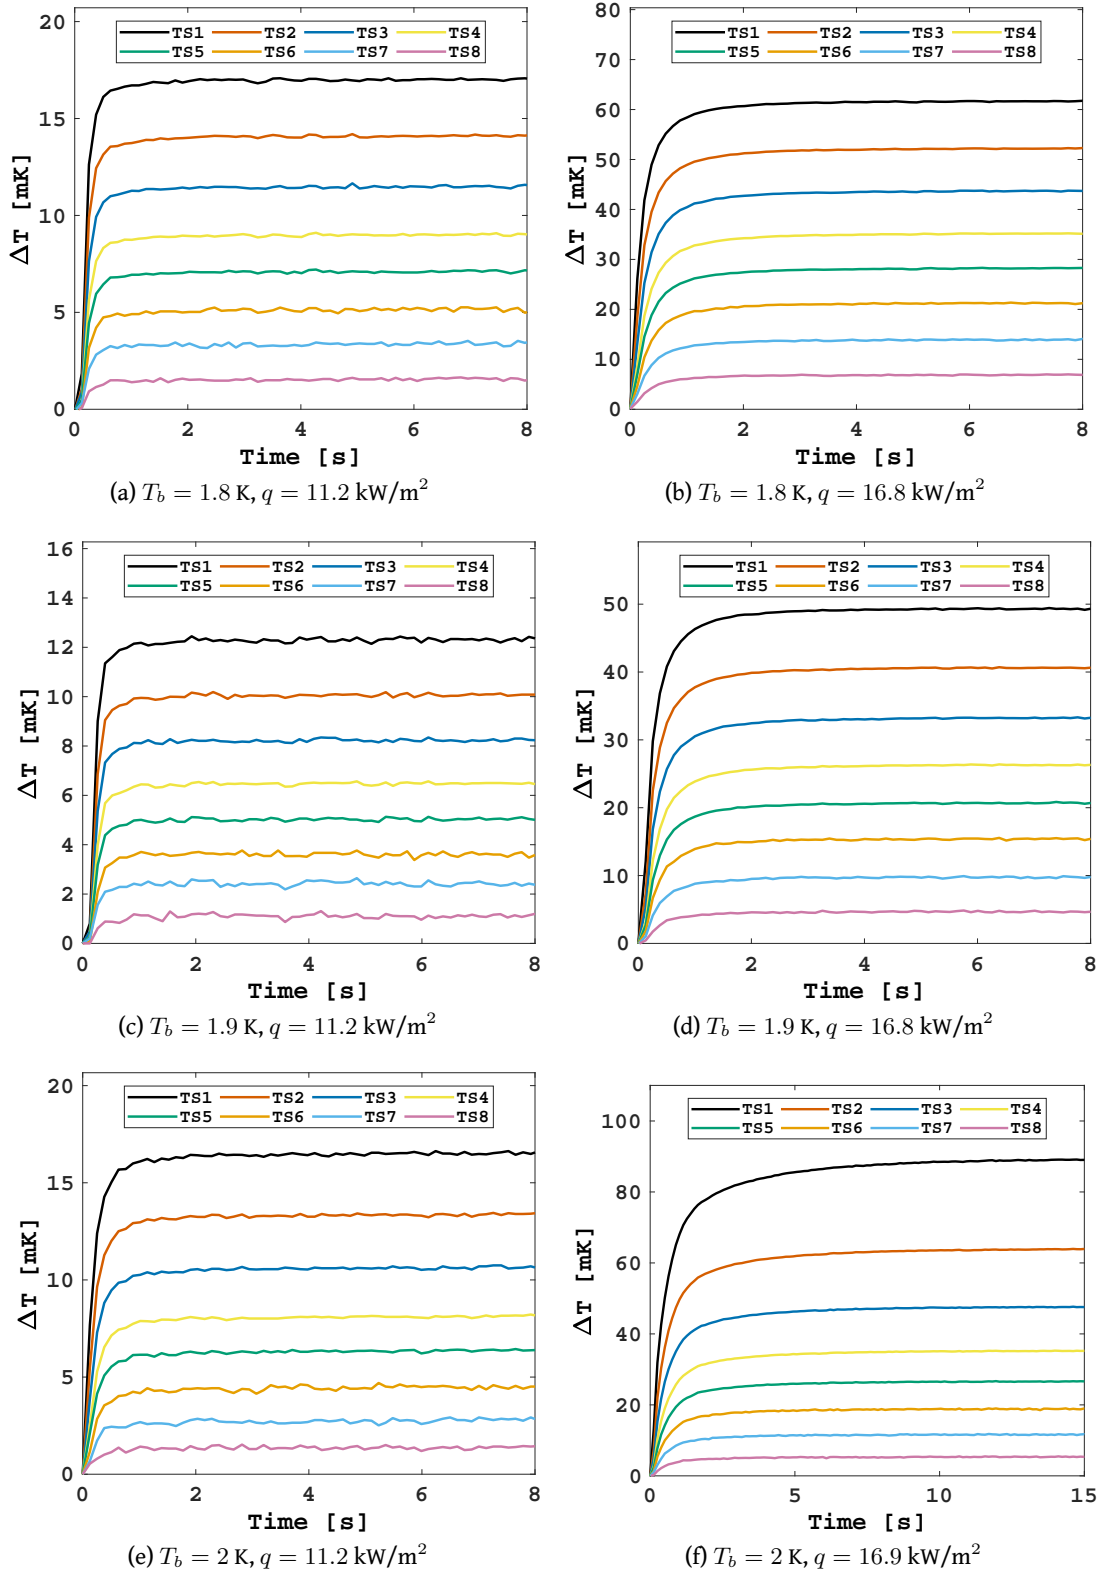 20
15
10
5
0
ΔT [mK]
TS1 TS2 TS3 TS4
TS5 TS6 TS7 TS8
0 2 4 6 8
Time [s]
(a) T_b = 1.8 K, q = 11.2 kW/m²
80
70
60
50
40
30
20
10
0
ΔT [mK]
TS1 TS2 TS3 TS4
TS5 TS6 TS7 TS8
0 2 4 6 8
Time [s]
(b) T_b = 1.8 K, q = 16.8 kW/m²
16
14
12
10
8
6
4
2
0
ΔT [mK]
TS1 TS2 TS3 TS4
TS5 TS6 TS7 TS8
0 2 4 6 8
Time [s]
(c) T_b = 1.9 K, q = 11.2 kW/m²
50
40
30
20
10
0
ΔT [mK]
TS1 TS2 TS3 TS4
TS5 TS6 TS7 TS8
0 2 4 6 8
Time [s]
(d) T_b = 1.9 K, q = 16.8 kW/m²
20
15
10
5
0
ΔT [mK]
TS1 TS2 TS3 TS4
TS5 TS6 TS7 TS8
0 2 4 6 8
Time [s]
(e) T_b = 2 K, q = 11.2 kW/m²
100
80
60
40
20
0
ΔT [mK]
TS1 TS2 TS3 TS4
TS5 TS6 TS7 TS8
0 5 10 15
Time [s]
(f) T_b = 2 K, q = 16.9 kW/m²